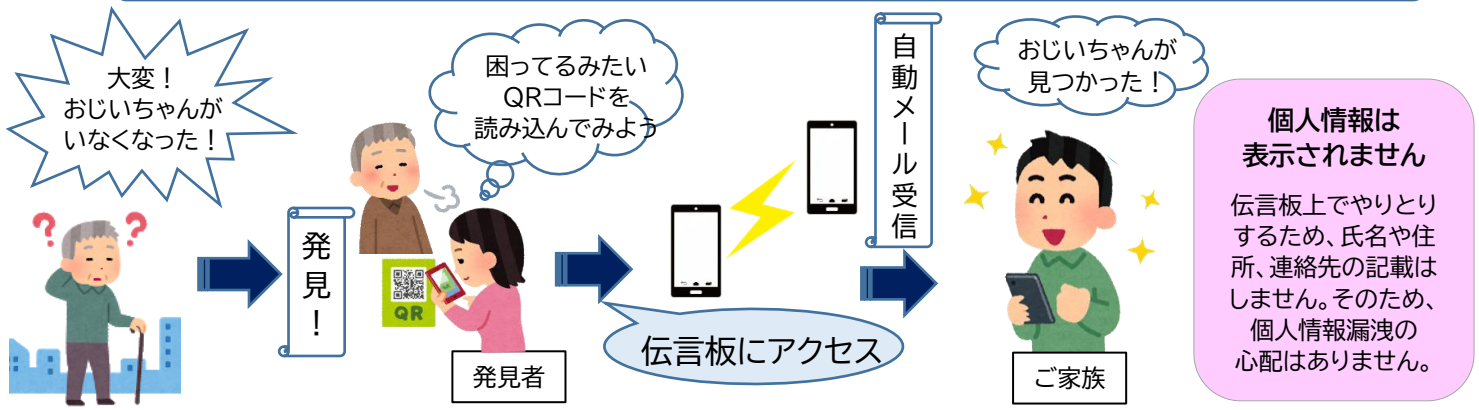 大変！
おじいちゃんが
いなくなった！
発見！
困ってるみたい
QRコードを
読み込んでみよう
QR
発見者
伝言板にアクセス
自動メール受信
おじいちゃんが
見つかった！
ご家族
個人情報は
表示されません
伝言板上でやりとり
するため、氏名や住
所、連絡先の記載は
しません。そのため、
個人情報漏洩の
心配はありません。